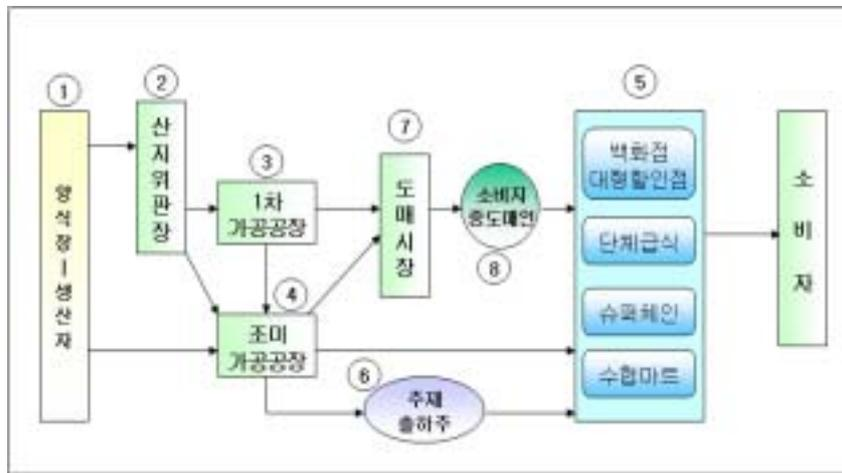 ①
양식장-생산자
②
산지위판장
③
1차
가공공장
④
조미
가공공장
⑤
백화점
대형할인점
단체급식
슈퍼체인
수협마트
⑥
주재
출하주
⑦
도매시장
소비지
중도매인
⑧
소비자